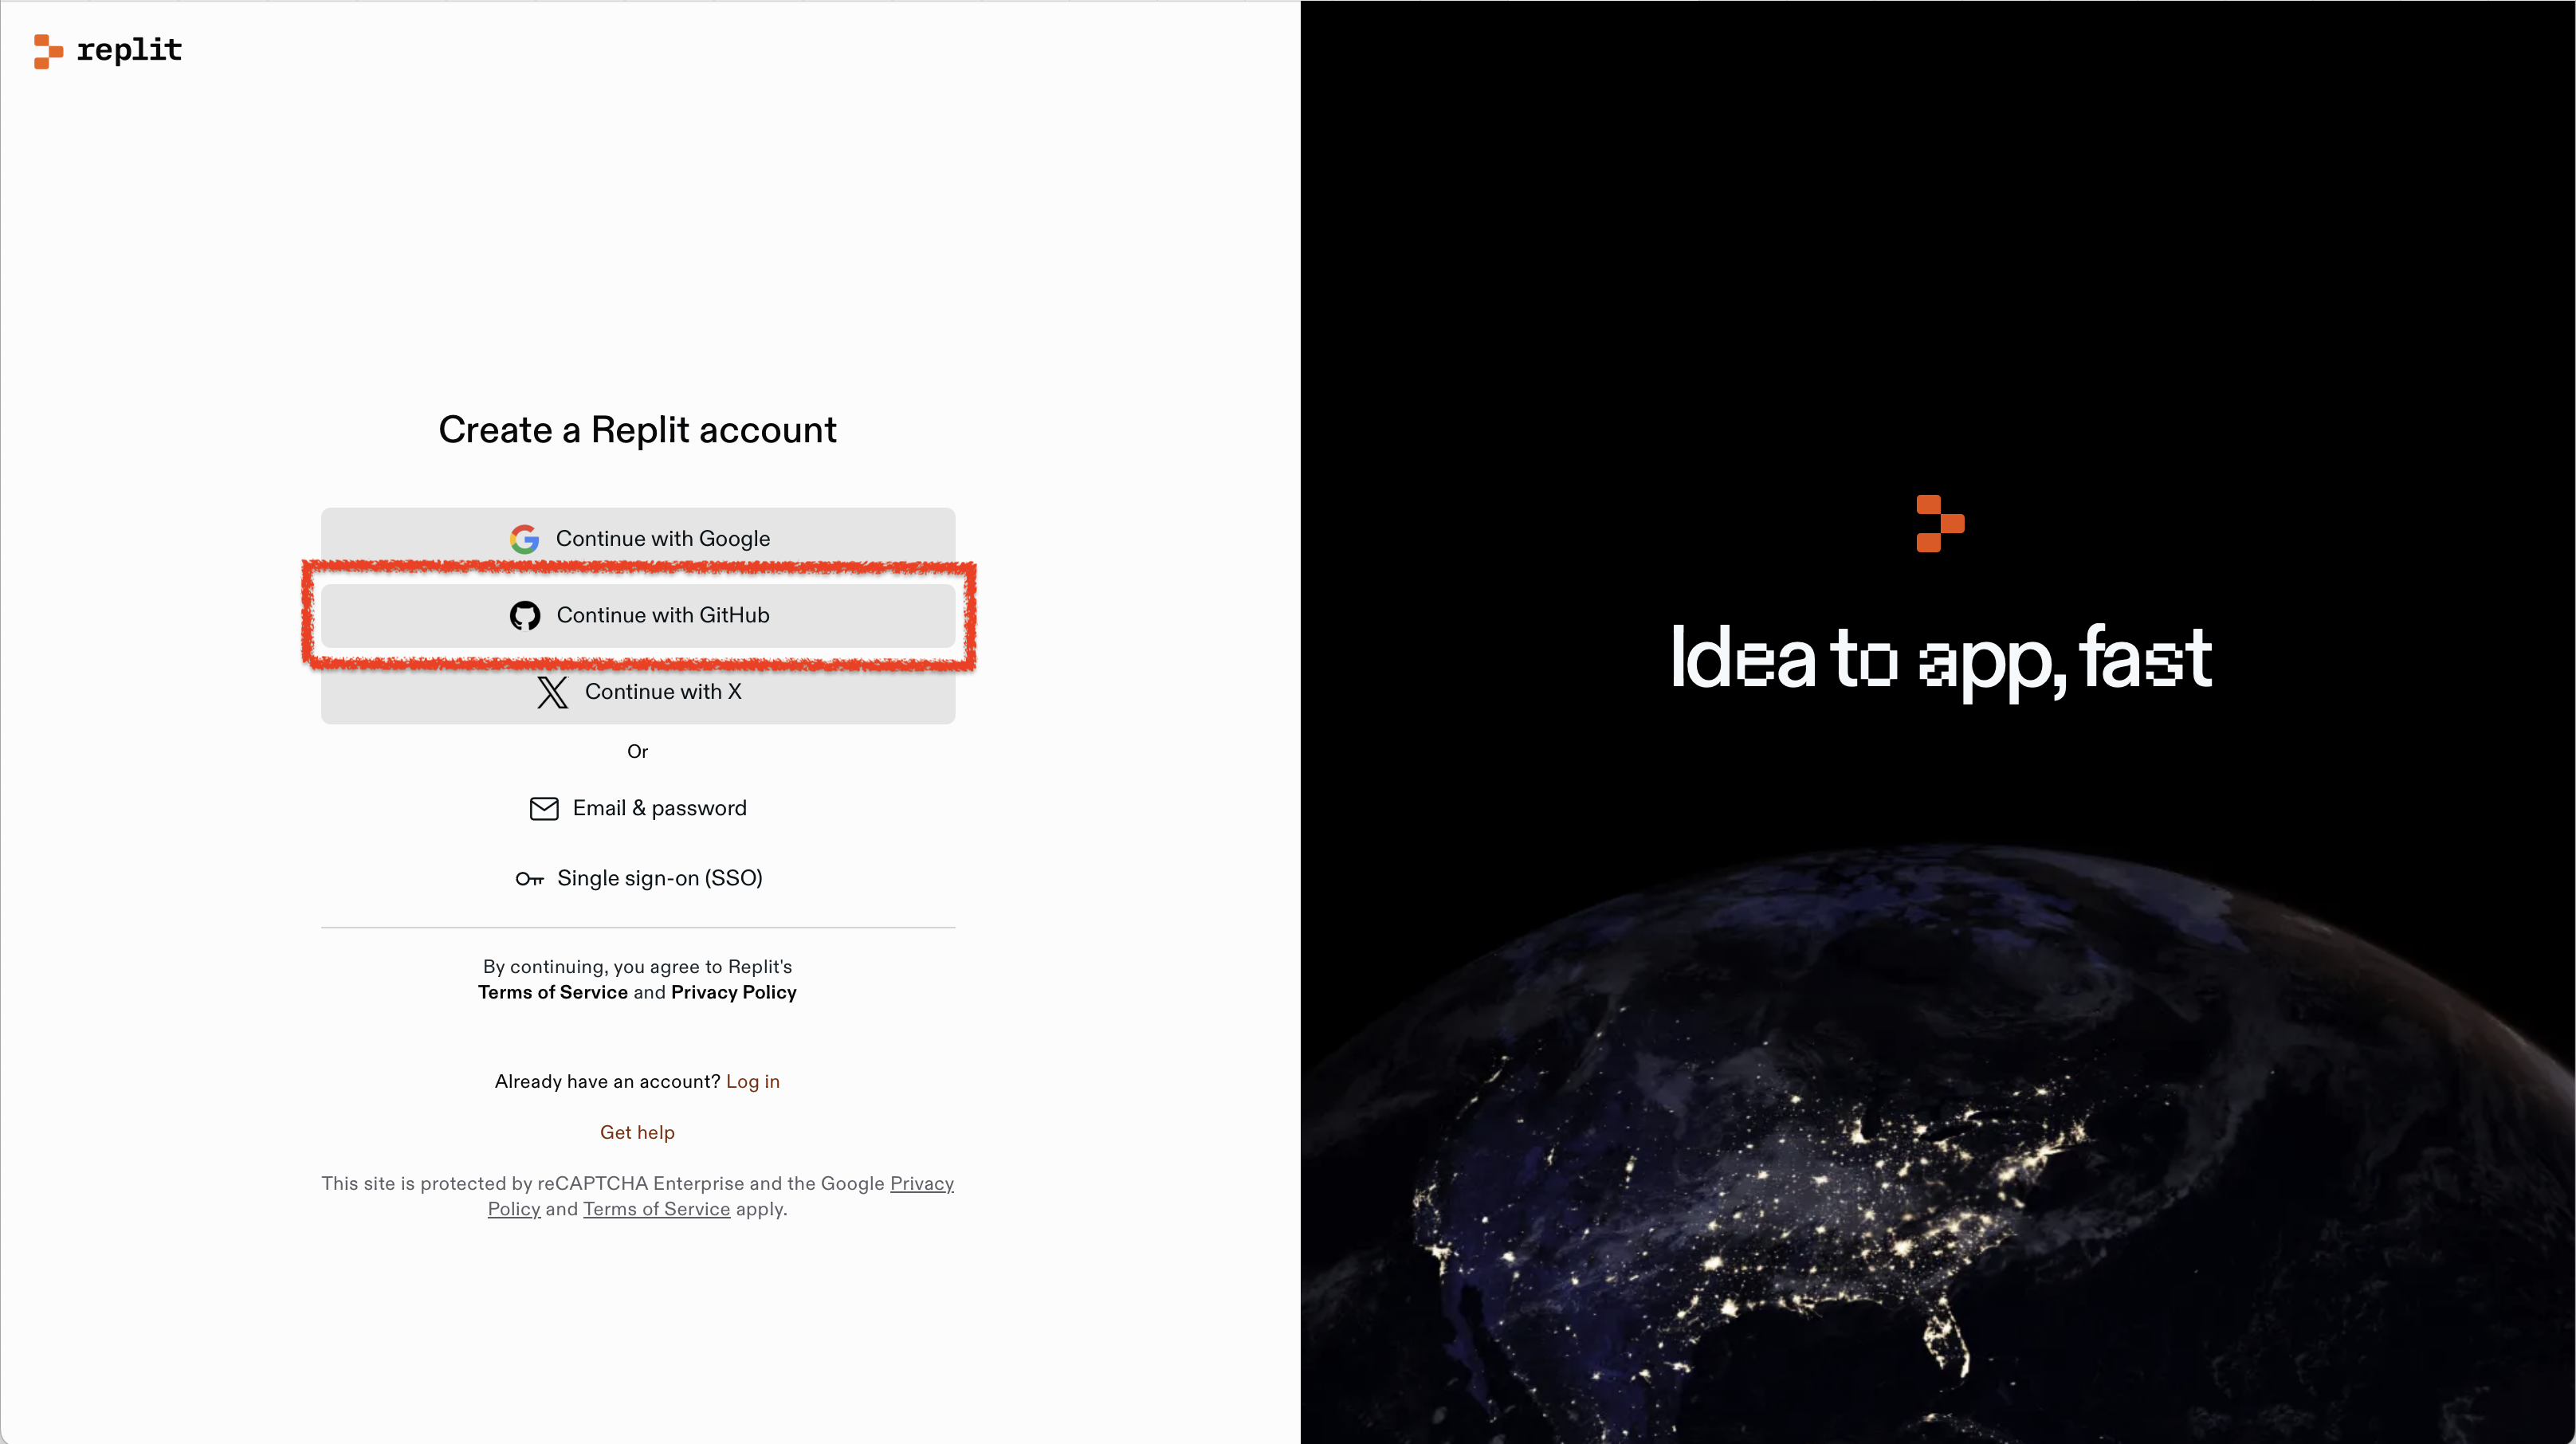 replit
Create a Replit account
Continue with Google
Continue with GitHub
Continue with X
Or
Email & password
Single sign-on (SSO)
By continuing, you agree to Replit's
Terms of Service and Privacy Policy
Already have an account? Log in
Get help
This site is protected by reCAPTCHA Enterprise and the Google Privacy
Policy and Terms of Service apply.
Idea to app, fast